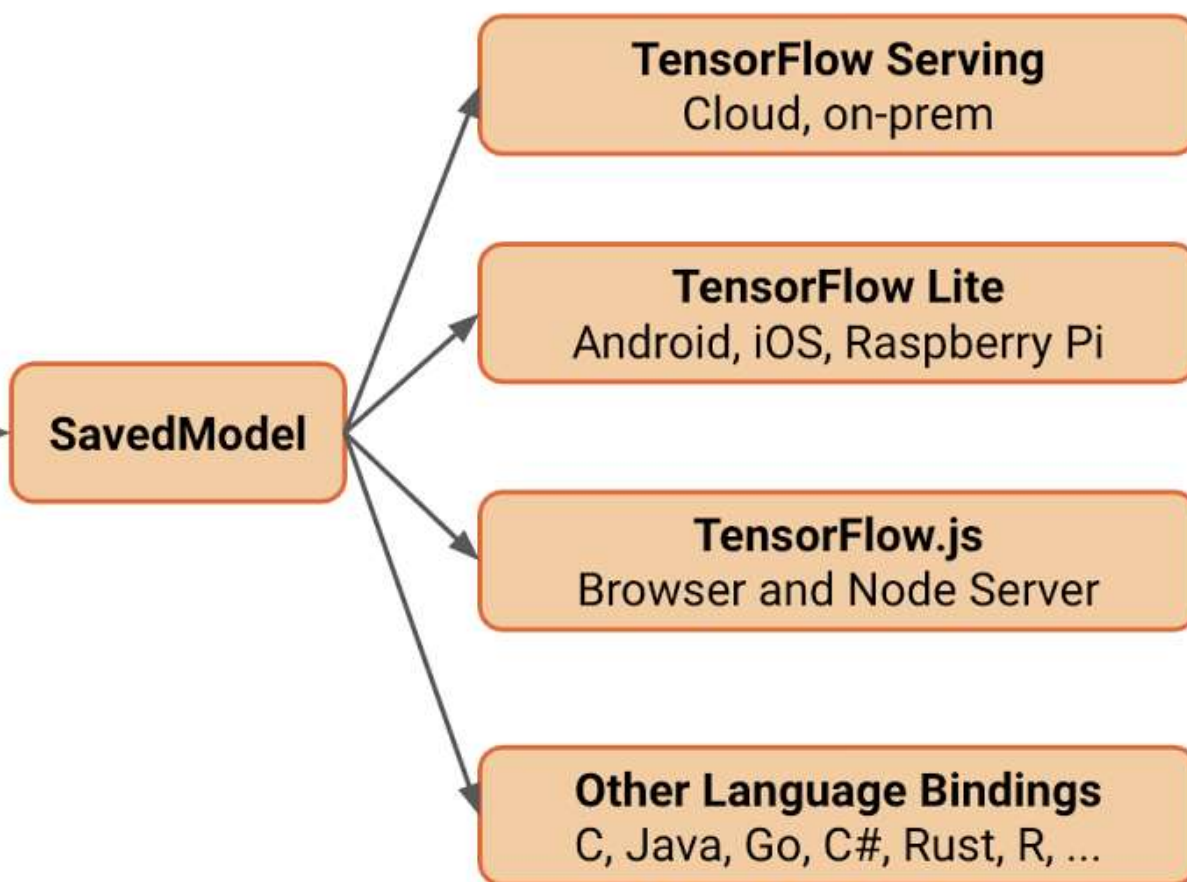 TensorFlow Serving
Cloud, on-prem
TensorFlow Lite
Android, iOS, Raspberry Pi
SavedModel
TensorFlow.js
Browser and Node Server
Other Language Bindings
C, Java, Go, C#, Rust, R, ...